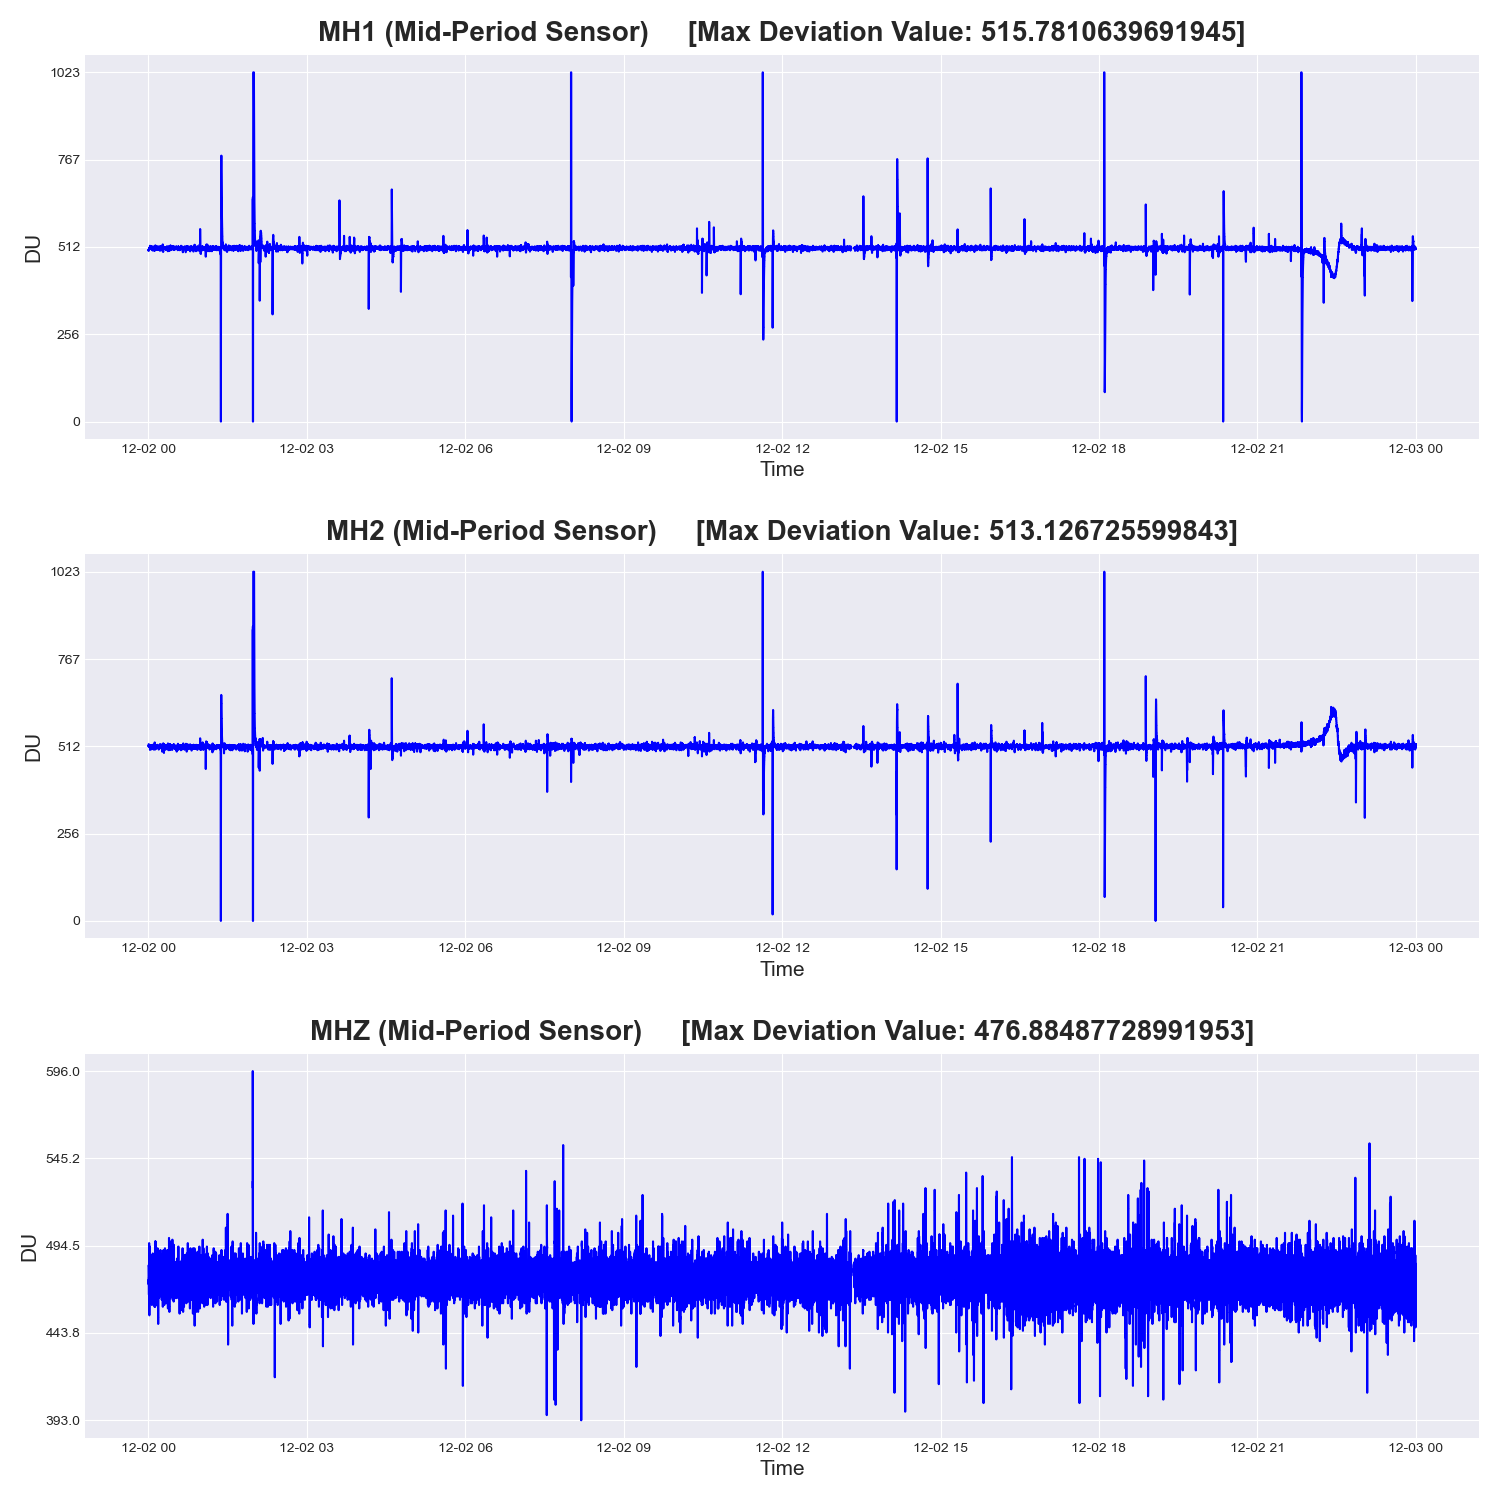 MH1 (Mid-Period Sensor) [Max Deviation Value: 515.7810639691945]
1023
767
512
256
0
DU
12-02 00 12-02 03 12-02 06 12-02 09 12-02 12 12-02 15 12-02 18 12-02 21 12-03 00
Time
MH2 (Mid-Period Sensor) [Max Deviation Value: 513.126725599843]
1023
767
512
256
0
DU
12-02 00 12-02 03 12-02 06 12-02 09 12-02 12 12-02 15 12-02 18 12-02 21 12-03 00
Time
MHZ (Mid-Period Sensor) [Max Deviation Value: 476.88487728991953]
596.0
545.2
494.5
443.8
393.0
DU
12-02 00 12-02 03 12-02 06 12-02 09 12-02 12 12-02 15 12-02 18 12-02 21 12-03 00
Time